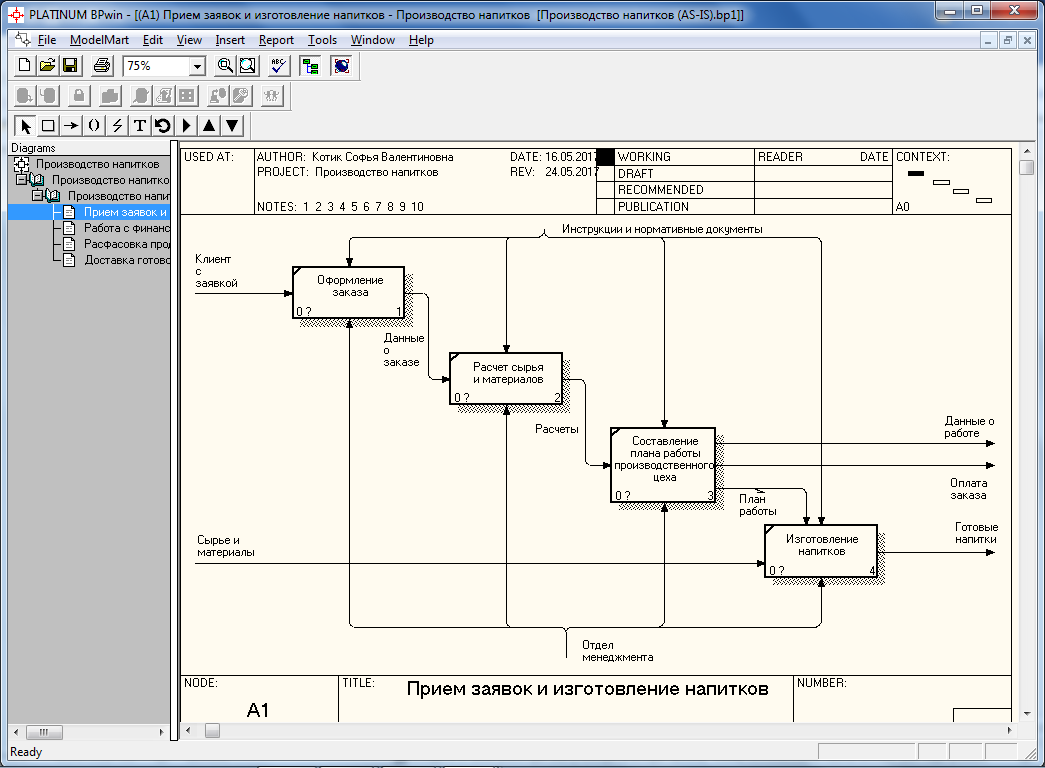 PLATINUM BPwin - [(A1) Прием заявок и изготовление напитков - Производство напитков [Производство напитков (AS-IS).bp1]]
File ModelMart Edit View Insert Report Tools Window Help
75%
ABC
T
Diagrams
Производство напитков
Производство напитко
Производство напит
Прием заявок и
Работа с финанс
Расфасовка прод
Доставка готовс
USED AT:
AUTHOR: Котик Софья Валентиновна
DATE: 16.05.2017
PROJECT: Производство напитков
REV: 24.05.2017
NOTES: 1 2 3 4 5 6 7 8 9 10
WORKING
DRAFT
RECOMMENDED
PUBLICATION
READER DATE
CONTEXT:
A0
Инструкции и нормативные документы
Клиент
с
заявкой
Оформление
заказа
0 ? 1
Данные
о
заказе
Расчет сырья
и материалов
0 ? 2
Расчеты
Составление
плана работы
производственного
цеха
0 ? 3
Данные о
работе
Оплата
заказа
План
работы
Изготовление
напитков
0 ? 4
Готовые
напитки
Сырье и
материалы
Отдел
менеджмента
NODE:
A1
TITLE:
Прием заявок и изготовление напитков
NUMBER:
Ready